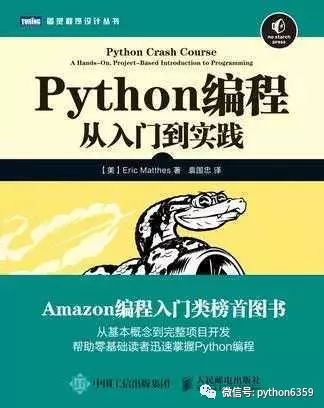 TURING 图灵程序设计丛书
no starch press
Python Crash Course
A Hands-On, Project-Based Introduction to Programming
Python编程
从入门到实践
【美】Eric Matthes 著 袁国忠 译
Amazon编程入门类榜首图书
从基本概念到完整项目开发
帮助零基础读者迅速掌握Python编程
中国工信出版集团 人民邮电出版社
微信号: python6359